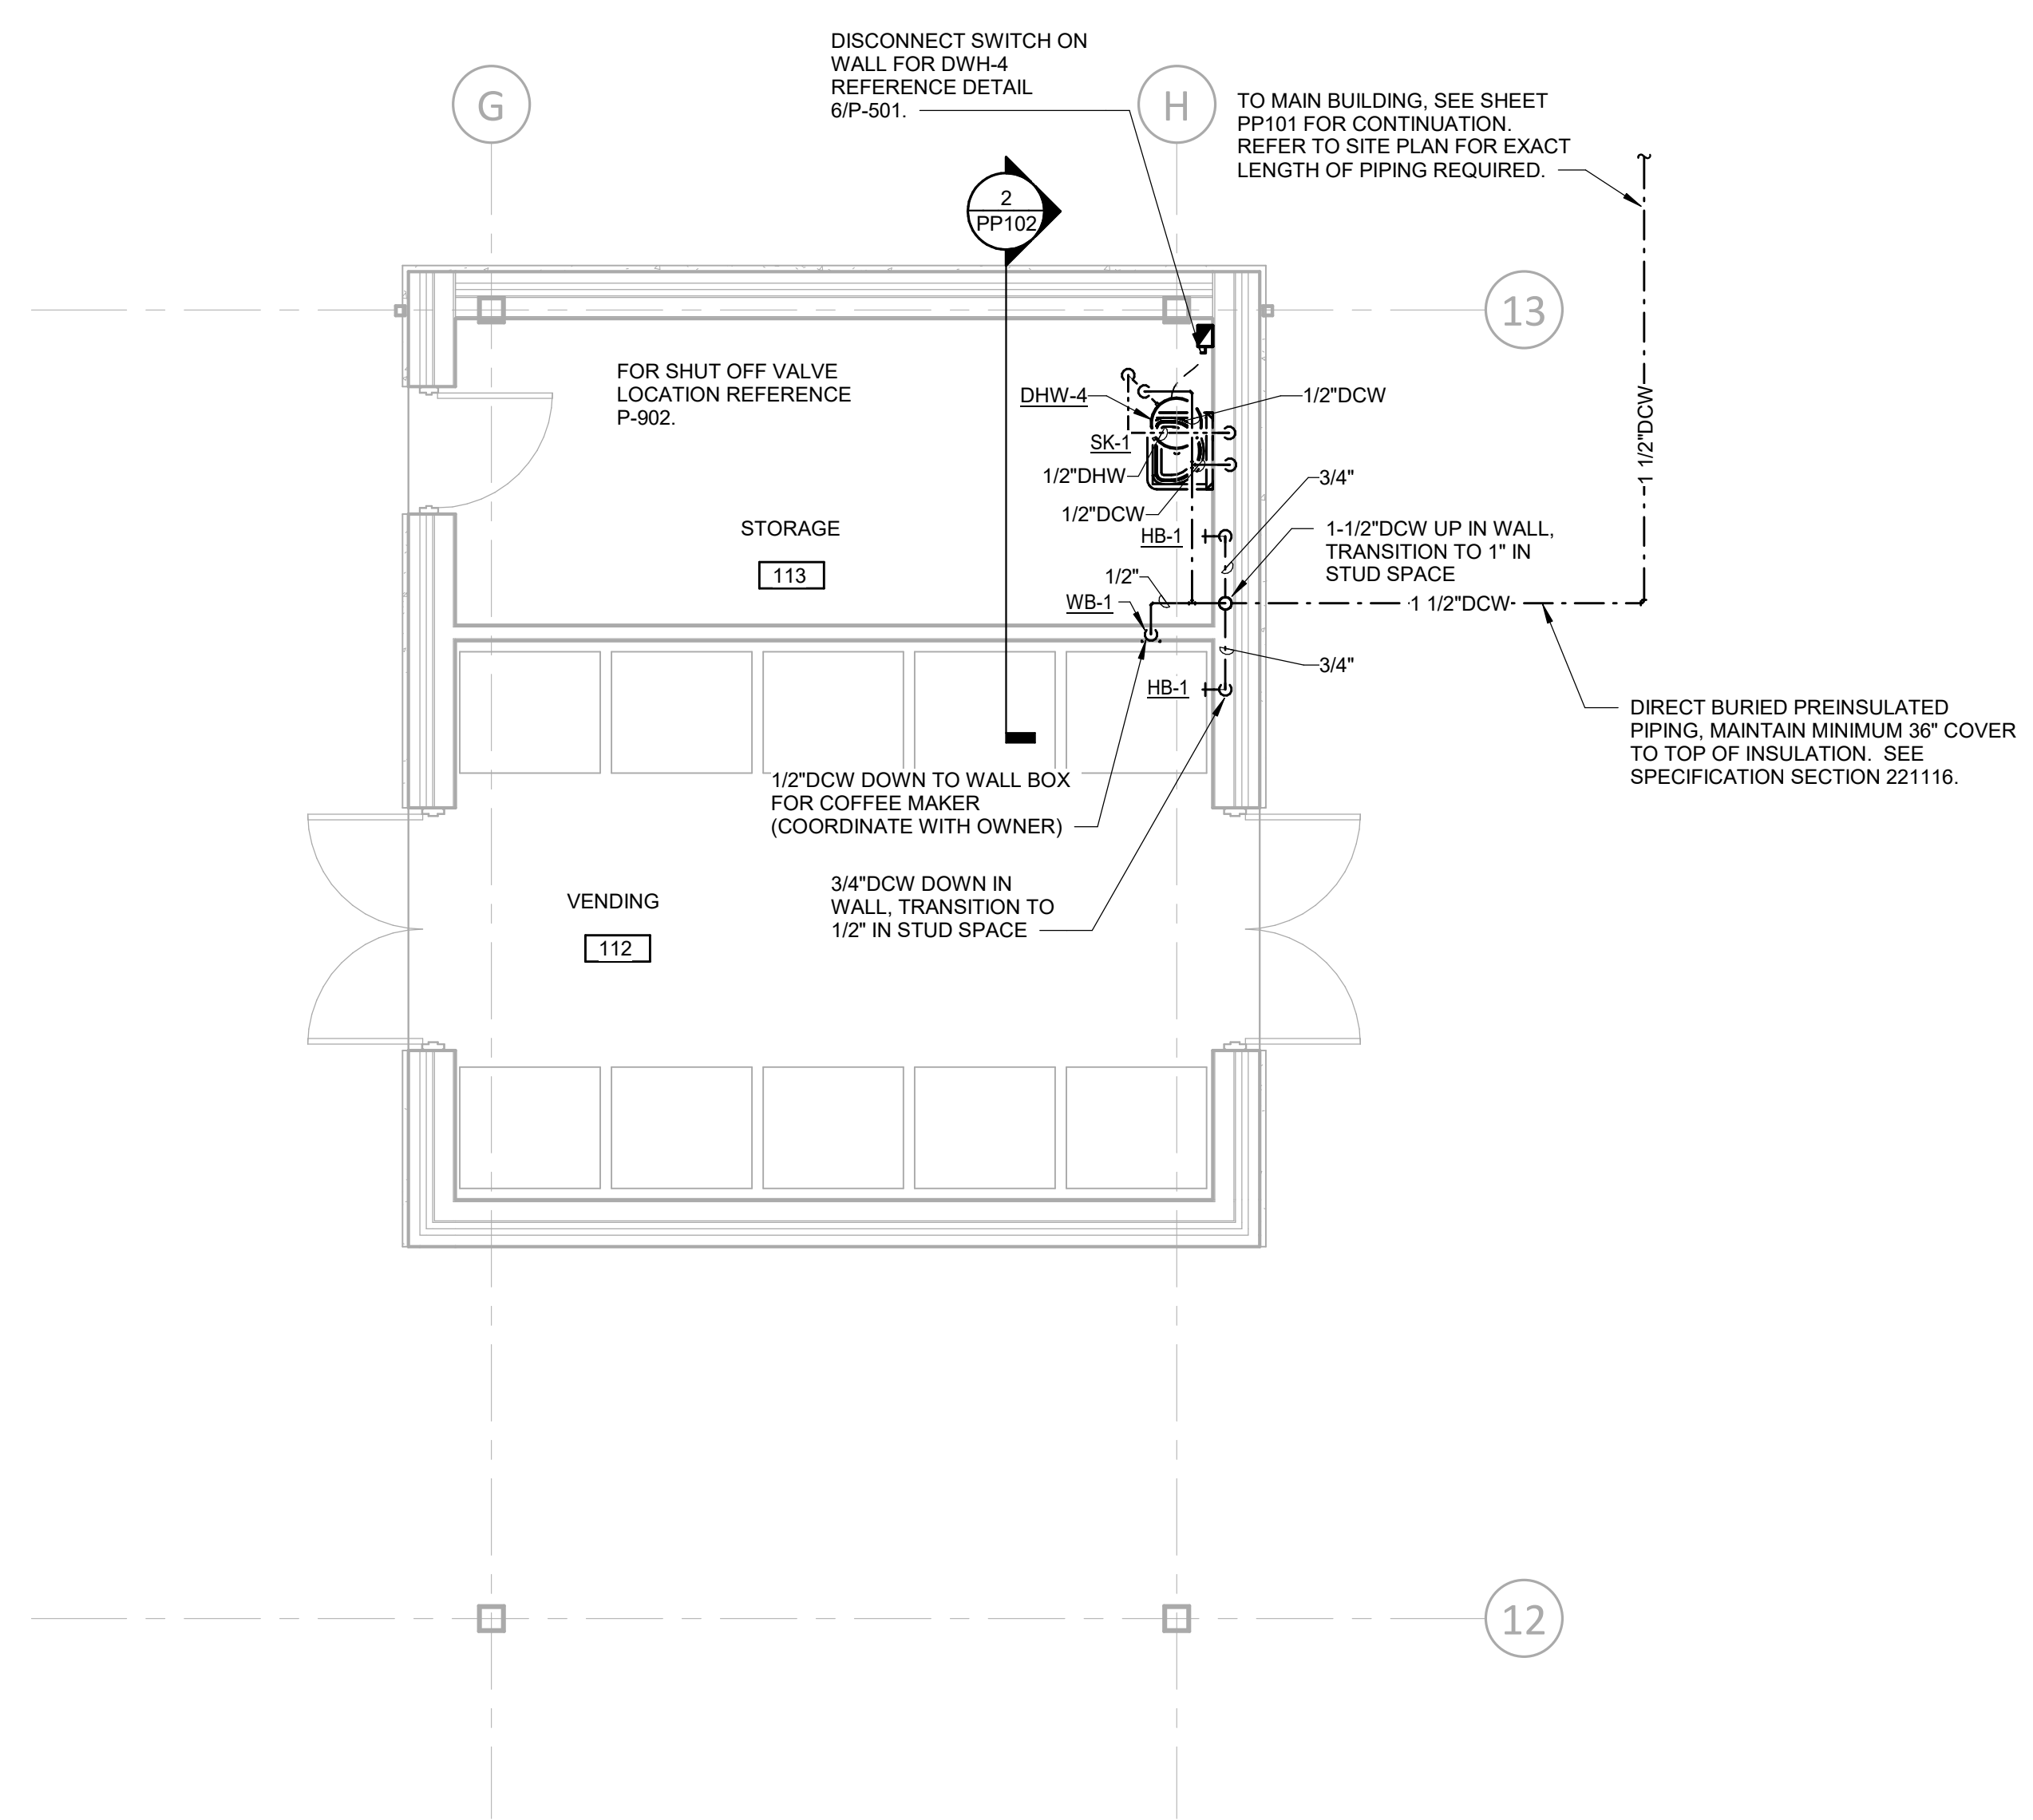 DISCONNECT SWITCH ON
WALL FOR DWH-4
REFERENCE DETAIL
6/P-501.
G
H
TO MAIN BUILDING, SEE SHEET
PP101 FOR CONTINUATION.
REFER TO SITE PLAN FOR EXACT
LENGTH OF PIPING REQUIRED.
2
PP102
13
FOR SHUT OFF VALVE
LOCATION REFERENCE
P-902.
DHW-4
1/2"DCW
1 1/2"DCW
SK-1
1/2"DHW
3/4"
1/2"DCW
STORAGE
113
HB-1
1-1/2"DCW UP IN WALL,
TRANSITION TO 1" IN
STUD SPACE
1/2"
WB-1
1 1/2"DCW
3/4"
HB-1
DIRECT BURIED PREINSULATED
PIPING, MAINTAIN MINIMUM 36" COVER
TO TOP OF INSULATION.  SEE
SPECIFICATION SECTION 221116.
1/2"DCW DOWN TO WALL BOX
FOR COFFEE MAKER
(COORDINATE WITH OWNER)
3/4"DCW DOWN IN
WALL, TRANSITION TO
1/2" IN STUD SPACE
VENDING
112
12